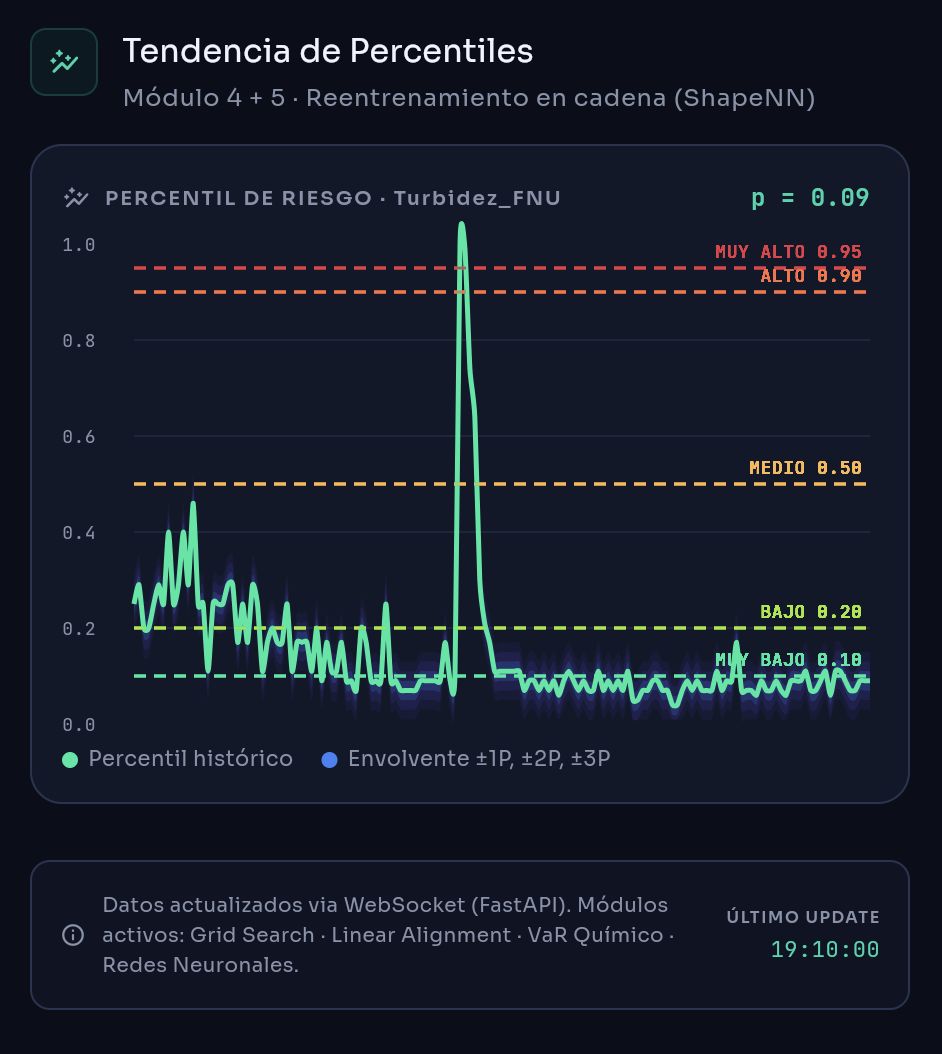 Tendencia de Percentiles
Módulo 4 + 5 · Reentrenamiento en cadena (ShapeNN)
PERCENTIL DE RIESGO · Turbidez_FNU
p = 0.09
1.0
MUY ALTO 0.95
ALTO 0.90
0.8
0.6
MEDIO 0.50
0.4
BAJO 0.20
0.2
MUY BAJO 0.10
0.0
Percentil histórico
Envolvente ±1P, ±2P, ±3P
Datos actualizados via WebSocket (FastAPI). Módulos
activos: Grid Search · Linear Alignment · VaR Químico ·
Redes Neuronales.
ÚLTIMO UPDATE
19:10:00